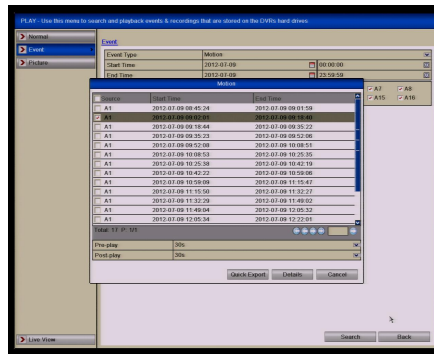 PLAY - Use this menu to search and playback events & recordings that are stored on the DVRs hard drives.
Normal
Event
Picture
Event
Event Type Motion
Start Time 2012-07-09 00:00:00
End Time 2012-07-09 23:59:59
A7 A8
A15 A16
Motion
Source Start Time End Time
A1 2012-07-09 08:45:24 2012-07-09 09:01:59
A1 2012-07-09 09:02:01 2012-07-09 09:18:40
A1 2012-07-09 09:18:44 2012-07-09 09:35:22
A1 2012-07-09 09:35:23 2012-07-09 09:52:06
A1 2012-07-09 09:52:08 2012-07-09 10:08:51
A1 2012-07-09 10:08:53 2012-07-09 10:25:35
A1 2012-07-09 10:25:38 2012-07-09 10:42:19
A1 2012-07-09 10:42:22 2012-07-09 10:59:06
A1 2012-07-09 10:59:09 2012-07-09 11:15:47
A1 2012-07-09 11:15:50 2012-07-09 11:32:27
A1 2012-07-09 11:32:29 2012-07-09 11:49:02
A1 2012-07-09 11:49:04 2012-07-09 12:05:32
A1 2012-07-09 12:05:34 2012-07-09 12:22:01
Total: 17 P: 1/1
Pre-play 30s
Post-play 30s
Quick Export Details Cancel
Live View Search Back